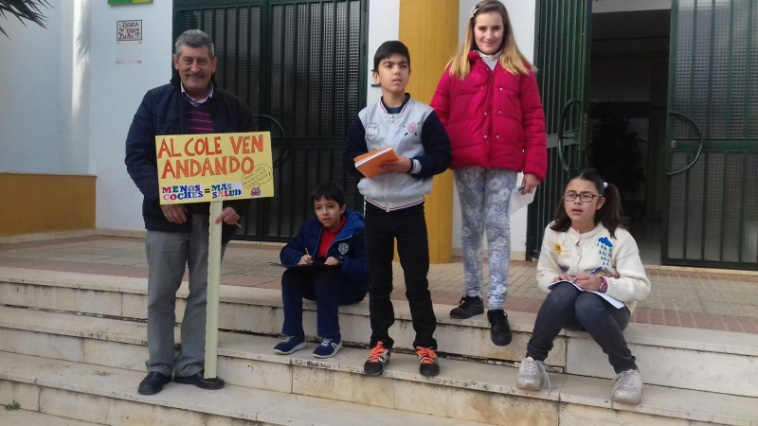 AL COLE VEN
ANDANDO
MENOS = MAS
COCHES SALUD